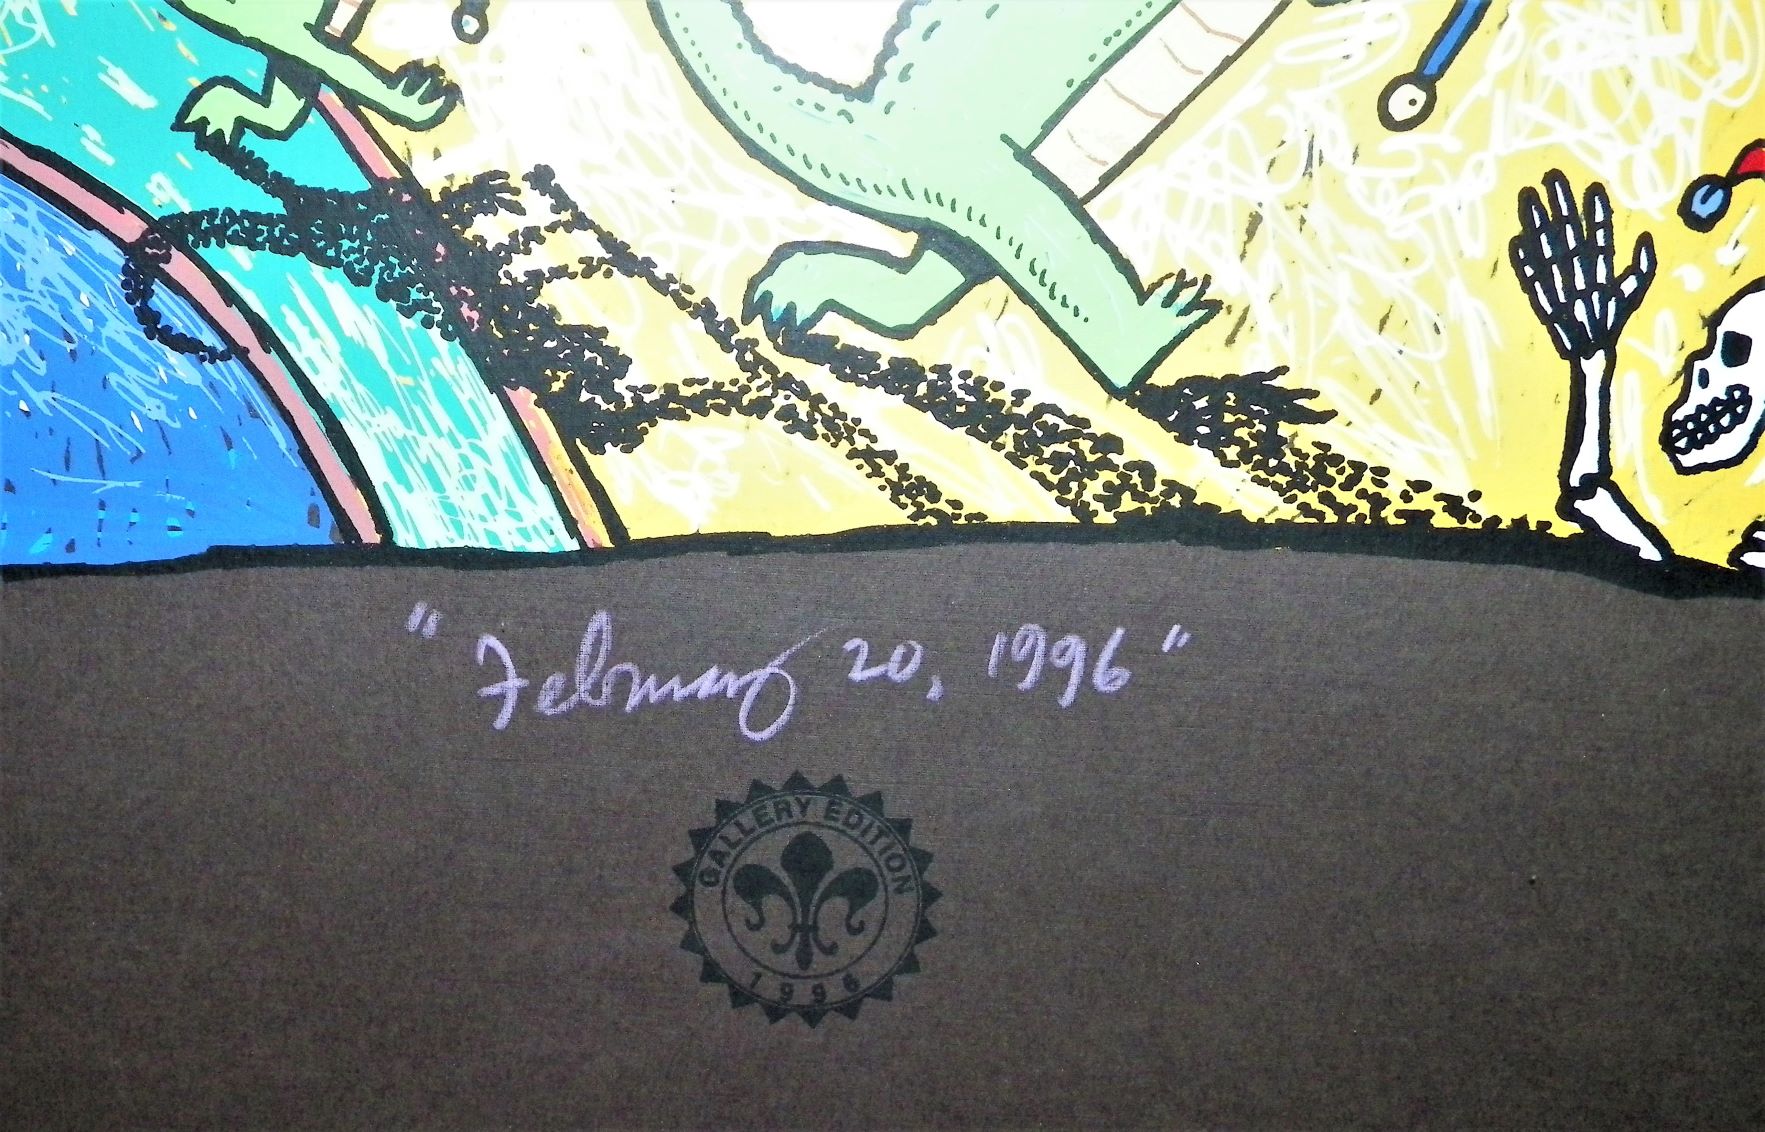 "February 20, 1996"
GALLERY EDITION
1996